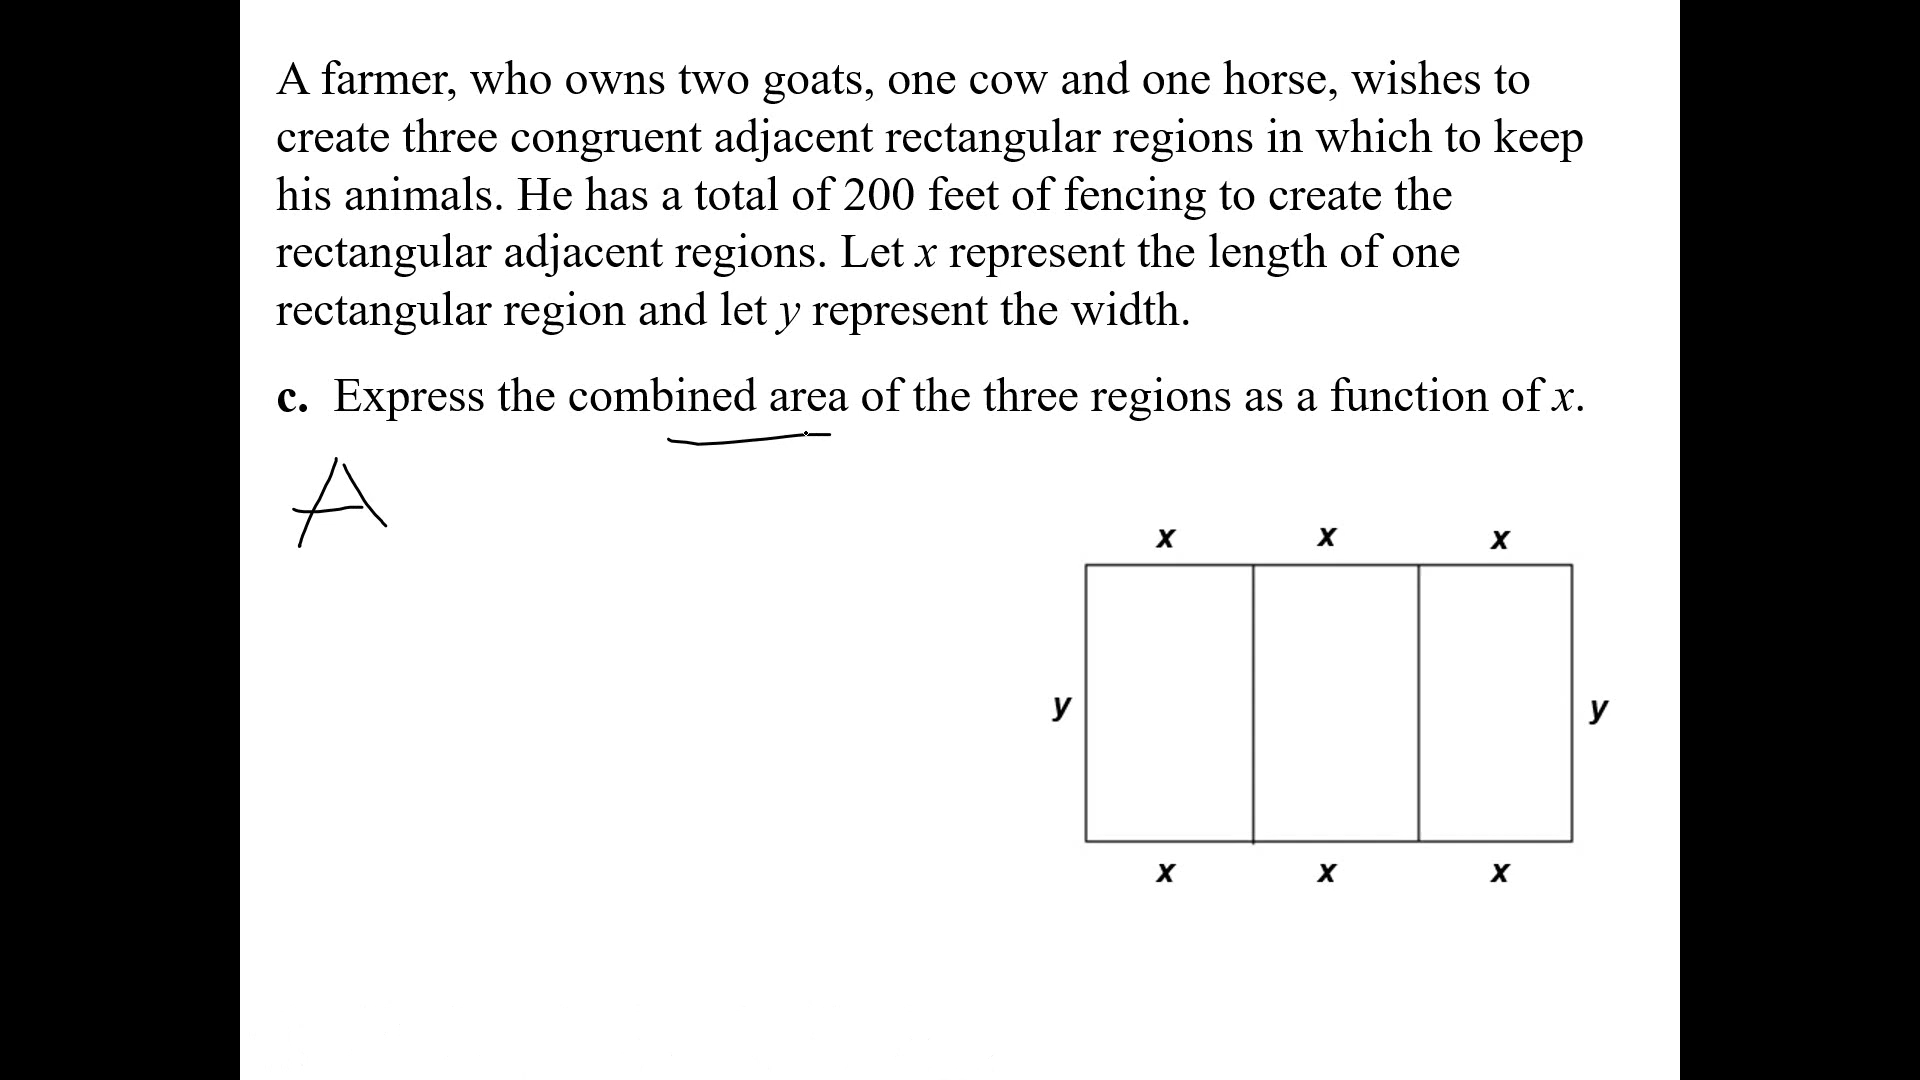 A farmer, who owns two goats, one cow and one horse, wishes to
create three congruent adjacent rectangular regions in which to keep
his animals. He has a total of 200 feet of fencing to create the
rectangular adjacent regions. Let x represent the length of one
rectangular region and let y represent the width.
c. Express the combined area of the three regions as a function of x.
A
x x x
y y
x x x